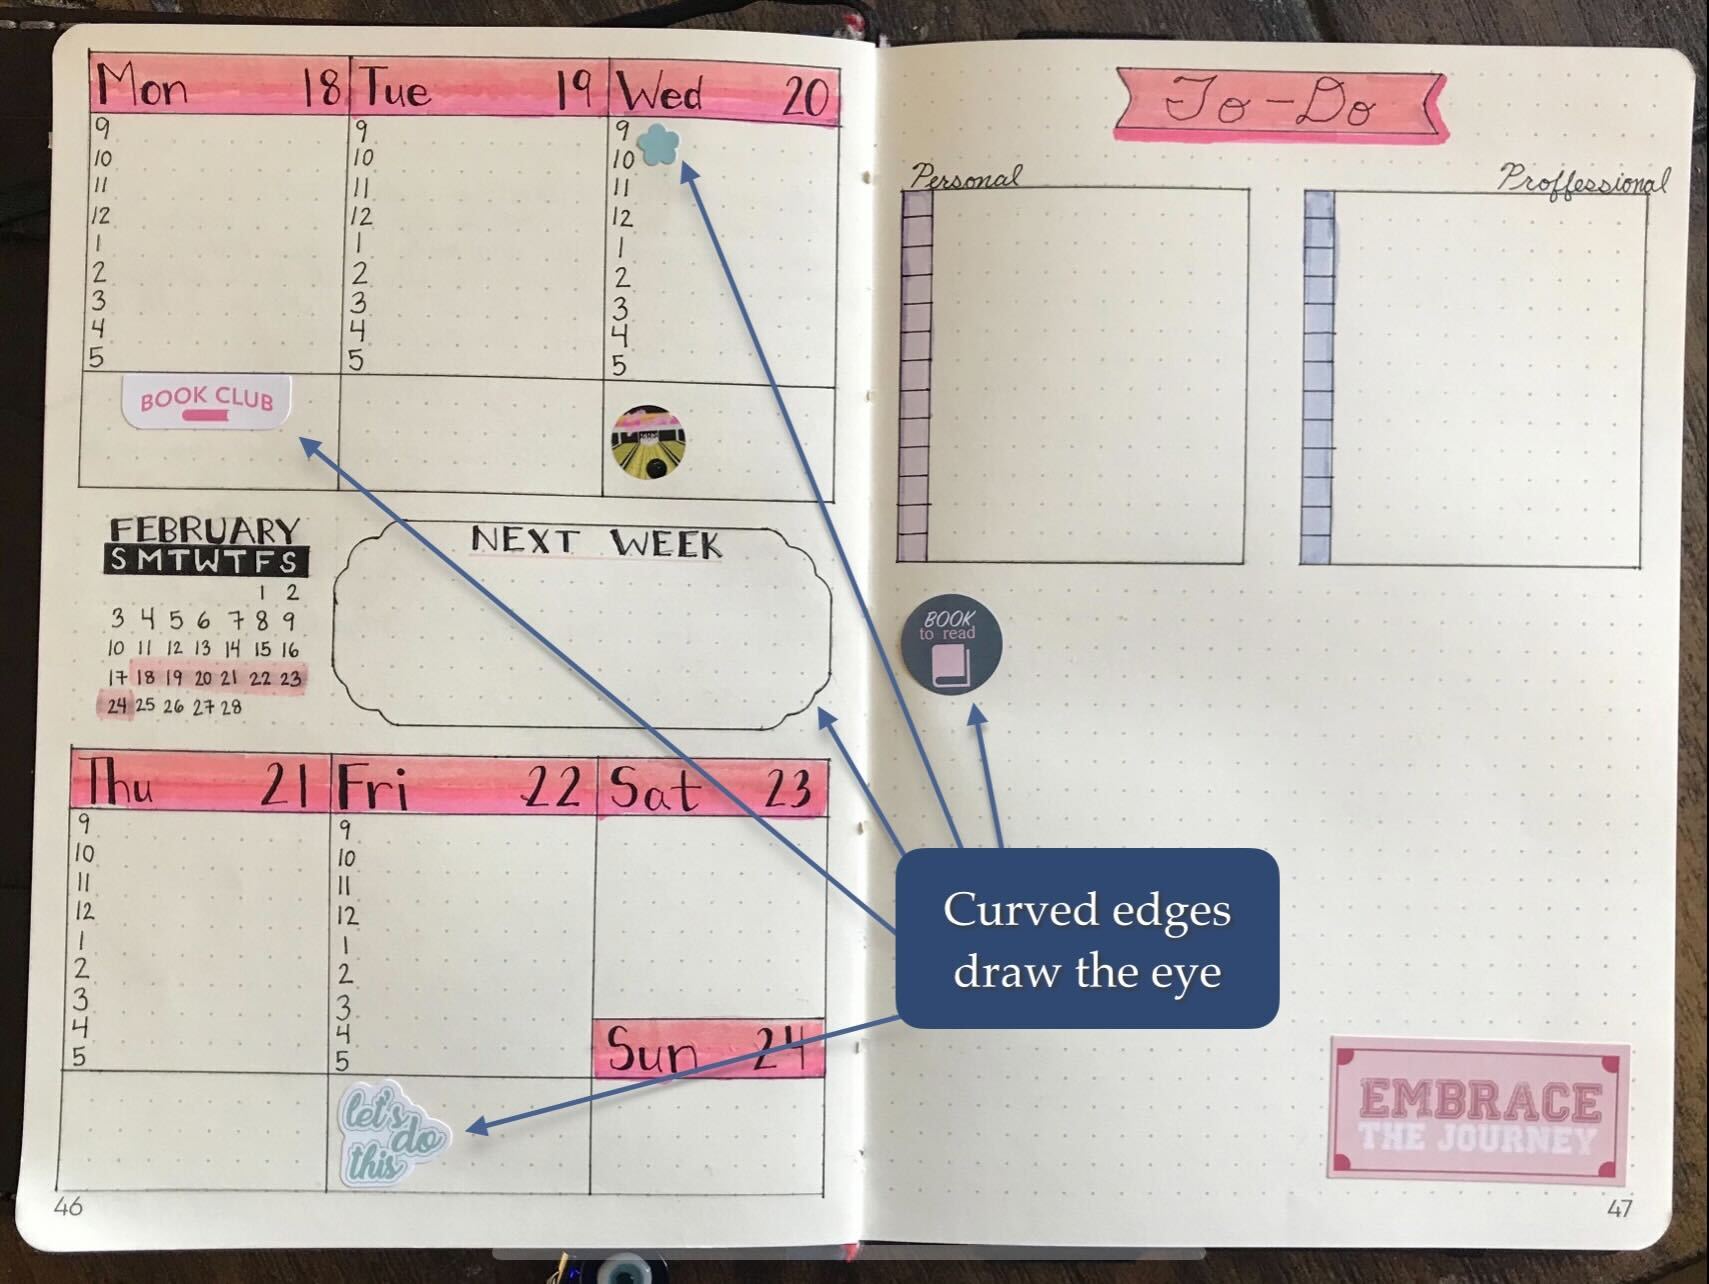 Mon 18 Tue 19 Wed 20
9 9 9
10 10 10
11 11 11
12 12 12
1 1 1
2 2 2
3 3 3
4 4 4
5 5 5
BOOK CLUB
FEBRUARY
S M T W T F S
1 2
3 4 5 6 7 8 9
10 11 12 13 14 15 16
17 18 19 20 21 22 23
24 25 26 27 28
NEXT WEEK
Thu 21 Fri 22 Sat 23
9 9
10 10
11 11
12 12
1 1
2 2
3 3
4 4
5 5
Sun 24
let's
do
this
46
To-Do
Personal
Proffessional
BOOK
to read
Curved edges
draw the eye
EMBRACE
THE JOURNEY
47